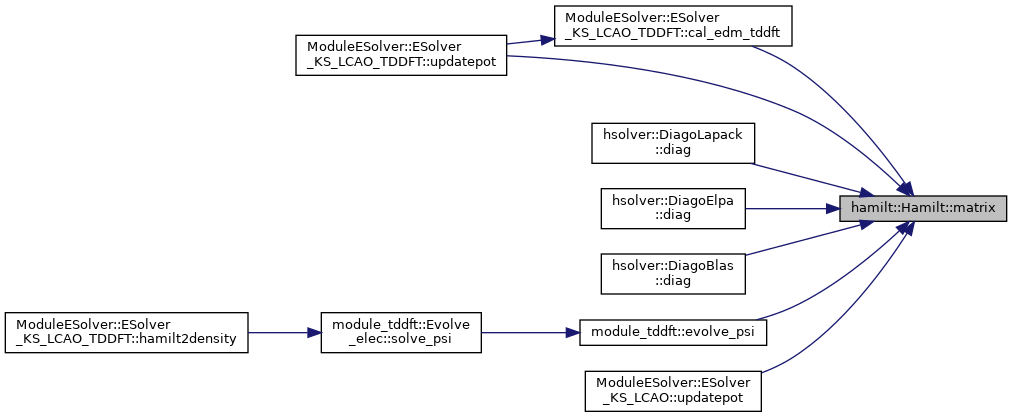 ModuleESolver::ESolver
_KS_LCAO_TDDFT::cal_edm_tddft
ModuleESolver::ESolver
_KS_LCAO_TDDFT::updatepot
hsolver::DiagoLapack
::diag
hsolver::DiagoElpa
::diag
hamilt::Hamilt::matrix
hsolver::DiagoBlas
::diag
ModuleESolver::ESolver
_KS_LCAO_TDDFT::hamilt2density
module_tddft::Evolve
_elec::solve_psi
module_tddft::evolve_psi
ModuleESolver::ESolver
_KS_LCAO::updatepot